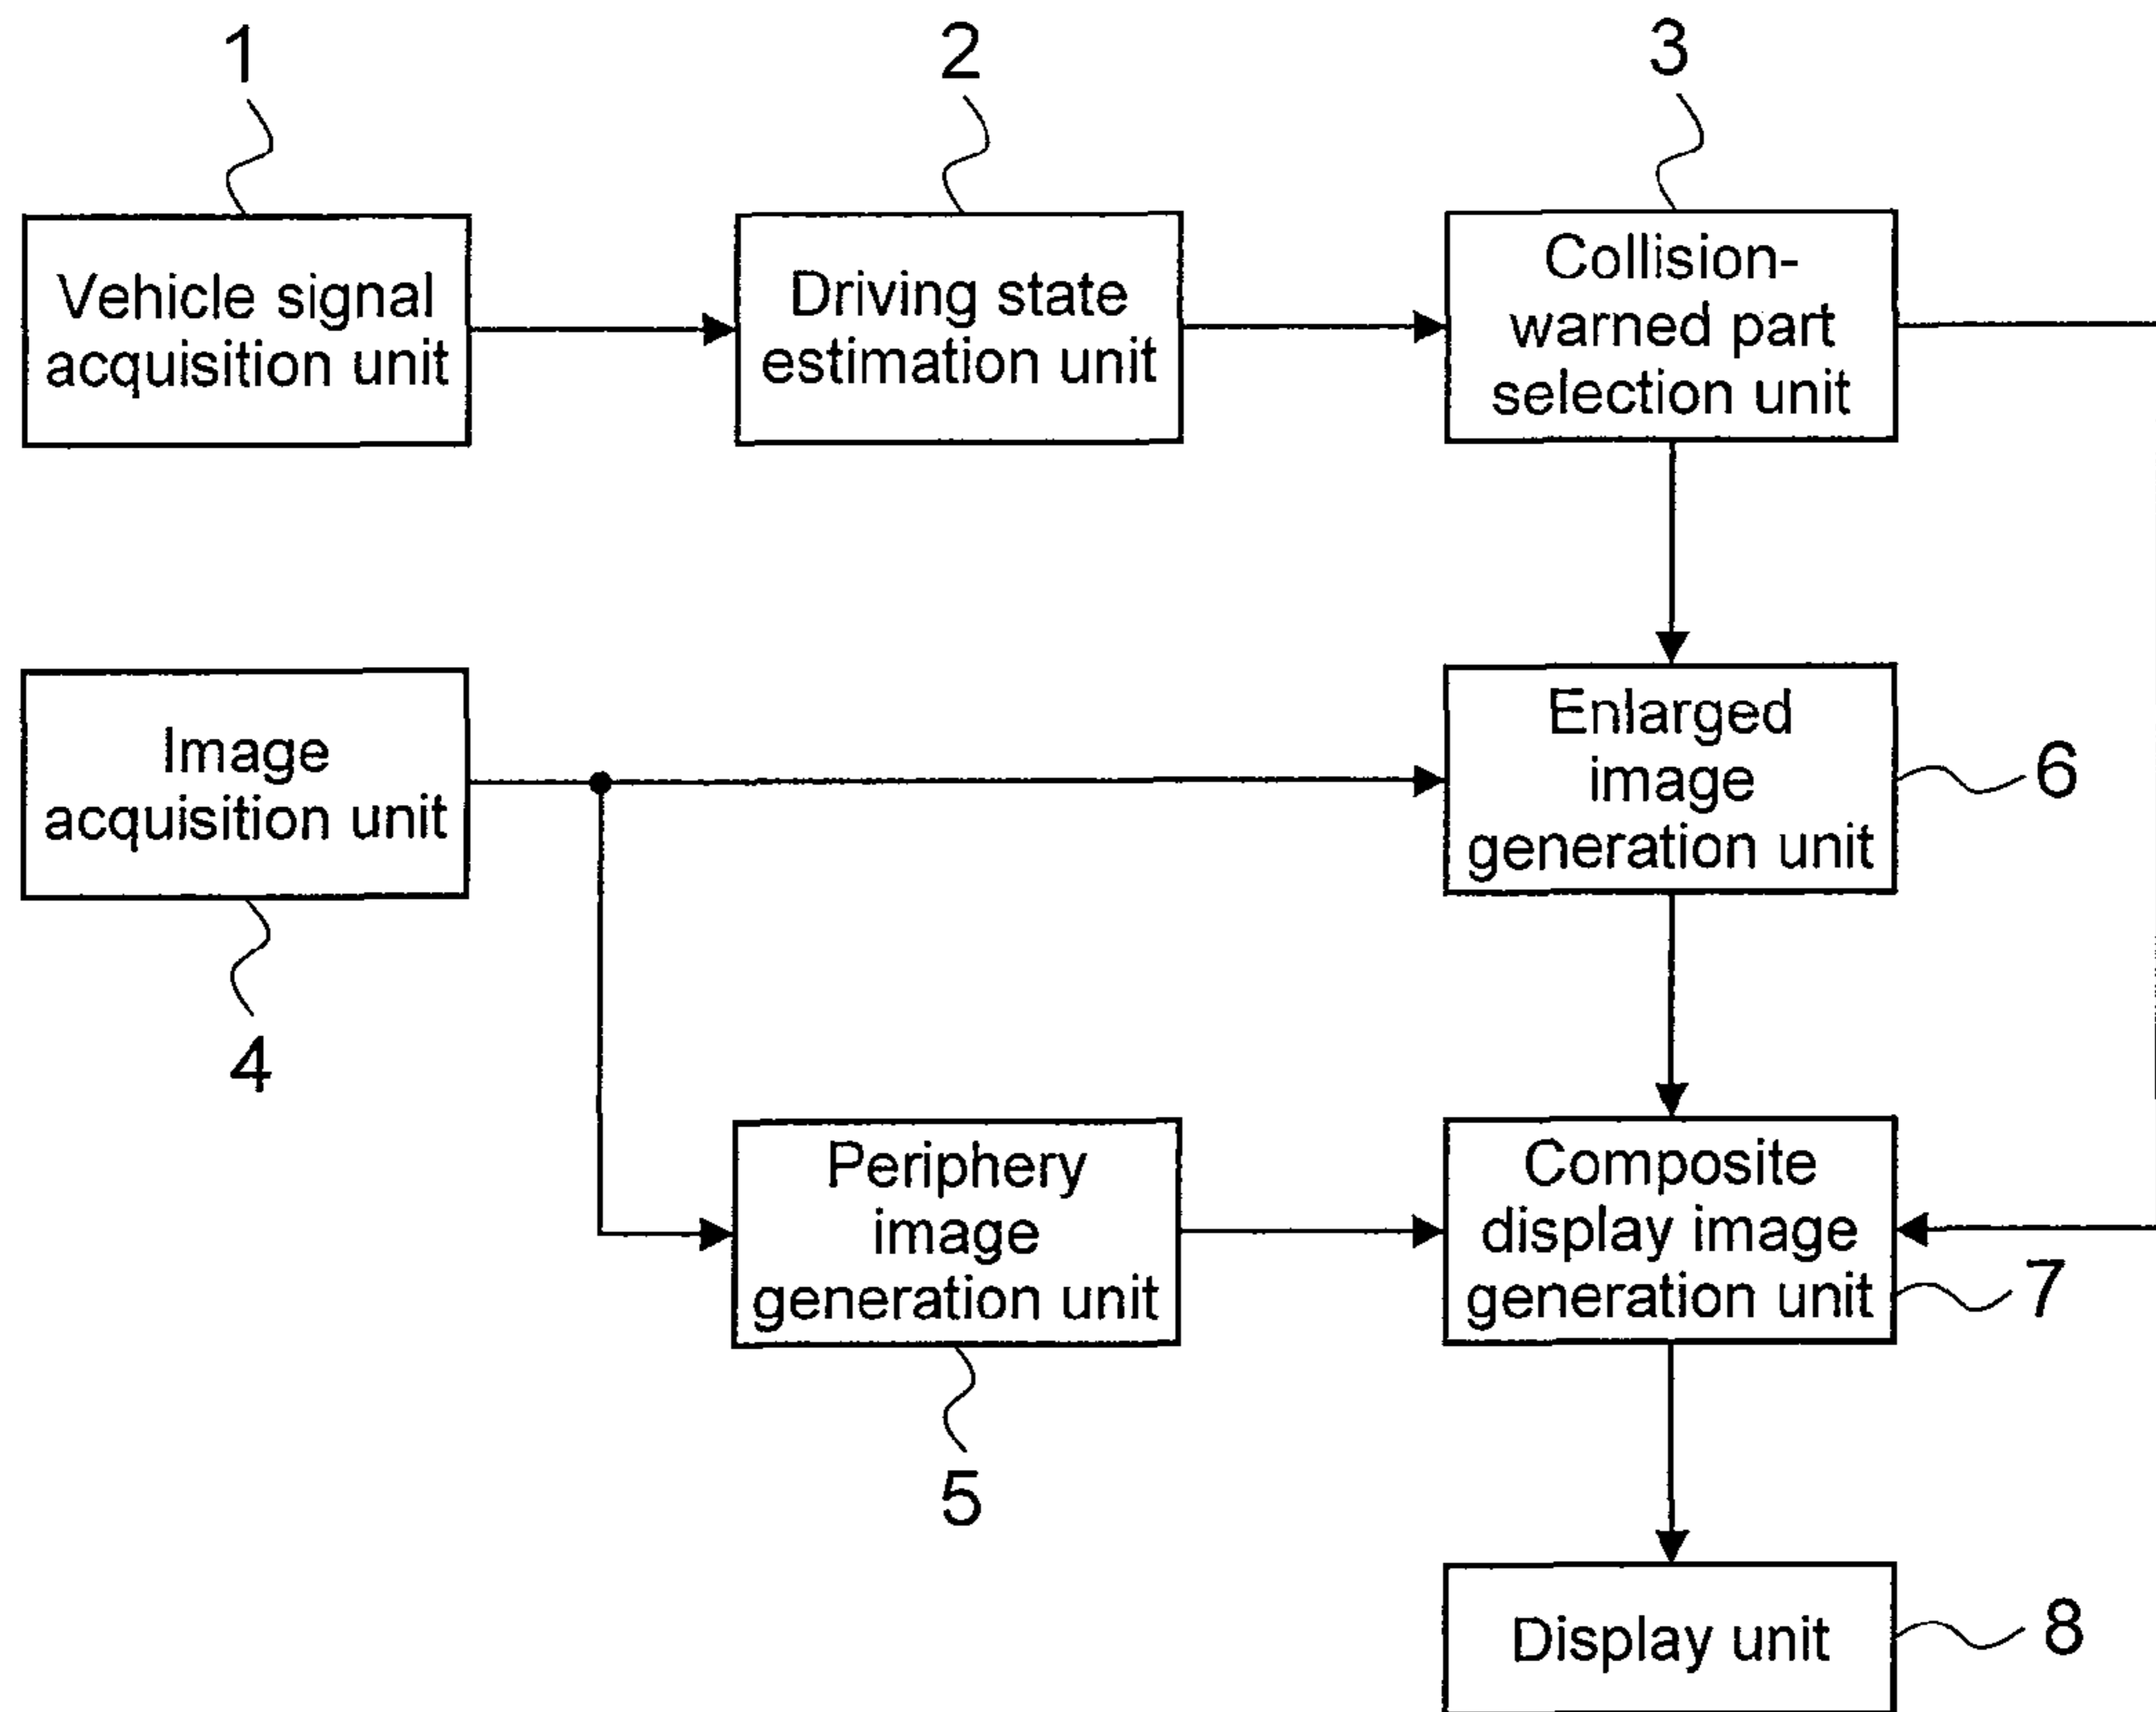 1
2
3
Vehicle signal
acquisition unit
Driving state
estimation unit
Collision-
warned part
selection unit
Image
acquisition unit
4
Enlarged
image
generation unit
6
Periphery
image
generation unit
5
Composite
display image
generation unit
7
Display unit
8